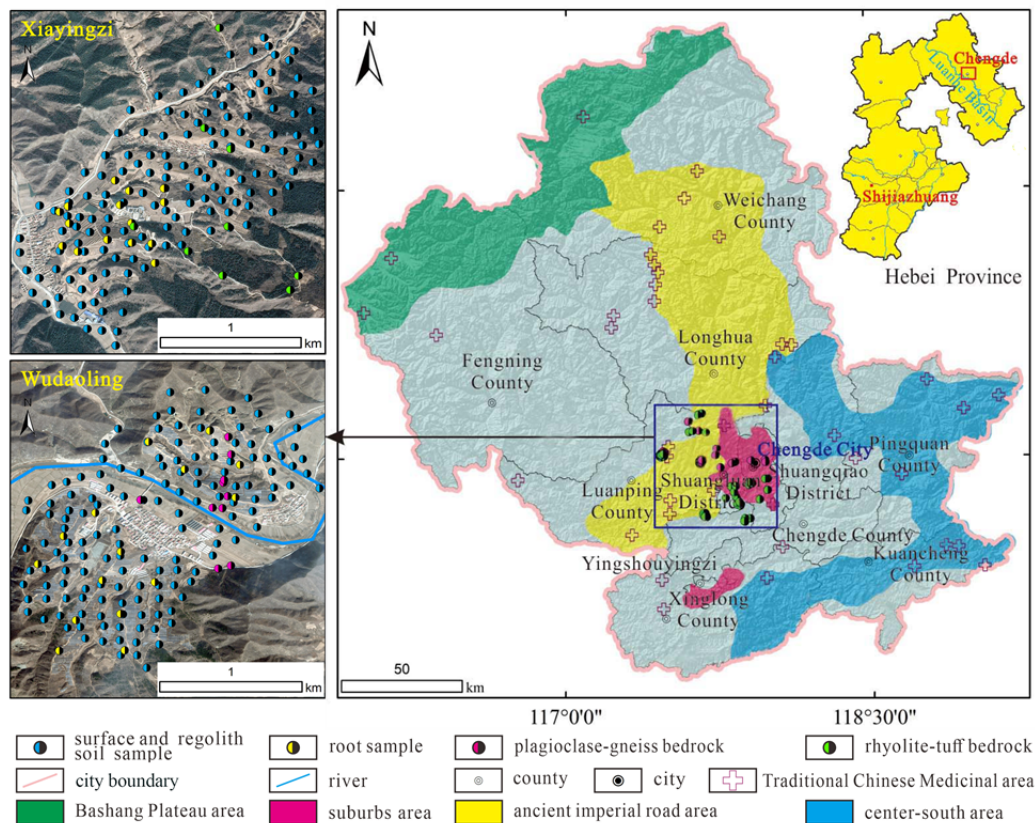 Xiayingzi
N
1
km
Wudaoling
N
1
km
N
Chengde
Luanhe Basin
Shijiazhuang
Hebei Province
Weichang
County
Longhua
County
Fengning
County
Chengde City
Pingquan
County
Shuangluan
District
Shuangqiao
District
Luanping
County
Chengde County
Yingshouyingzi
Kuancheng
County
Xinglong
County
50
km
117°0'0"
118°30'0"
surface and regolith
soil sample
root sample
plagioclase-gneiss bedrock
rhyolite-tuff bedrock
city boundary
river
county
city
Traditional Chinese Medicinal area
Bashang Plateau area
suburbs area
ancient imperial road area
center-south area